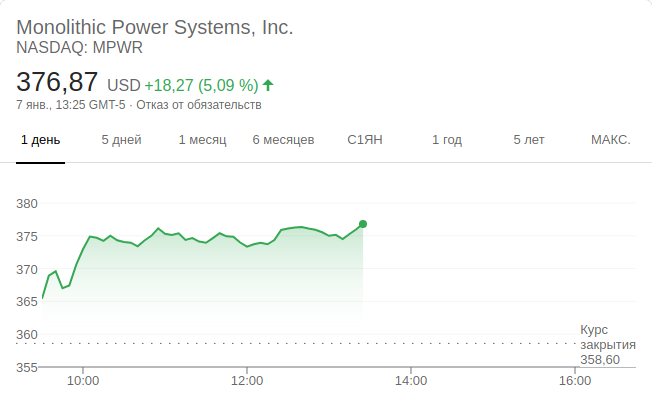 Monolithic Power Systems, Inc.
NASDAQ: MPWR
376,87 USD +18,27 (5,09 %)
7 янв., 13:25 GMT-5 · Отказ от обязательств
1 день 5 дней 1 месяц 6 месяцев С1ЯН 1 год 5 лет МАКС.
380
375
370
365
360
355
Курс
закрытия
358,60
10:00 12:00 14:00 16:00